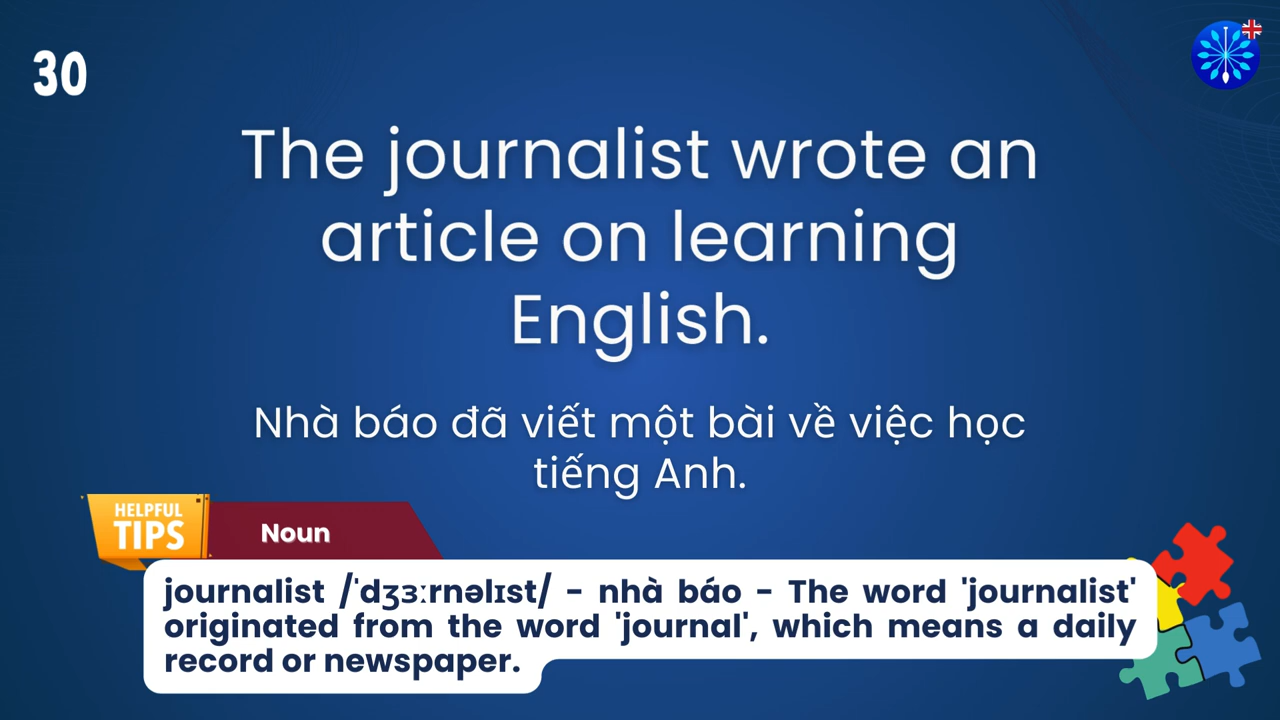 30
The journalist wrote an
article on learning
English.
Nhà báo đã viết một bài về việc học
tiếng Anh.
HELPFUL
TIPS
Noun
journalist /ˈdʒɜːrnəlɪst/ - nhà báo - The word 'journalist'
originated from the word 'journal', which means a daily
record or newspaper.